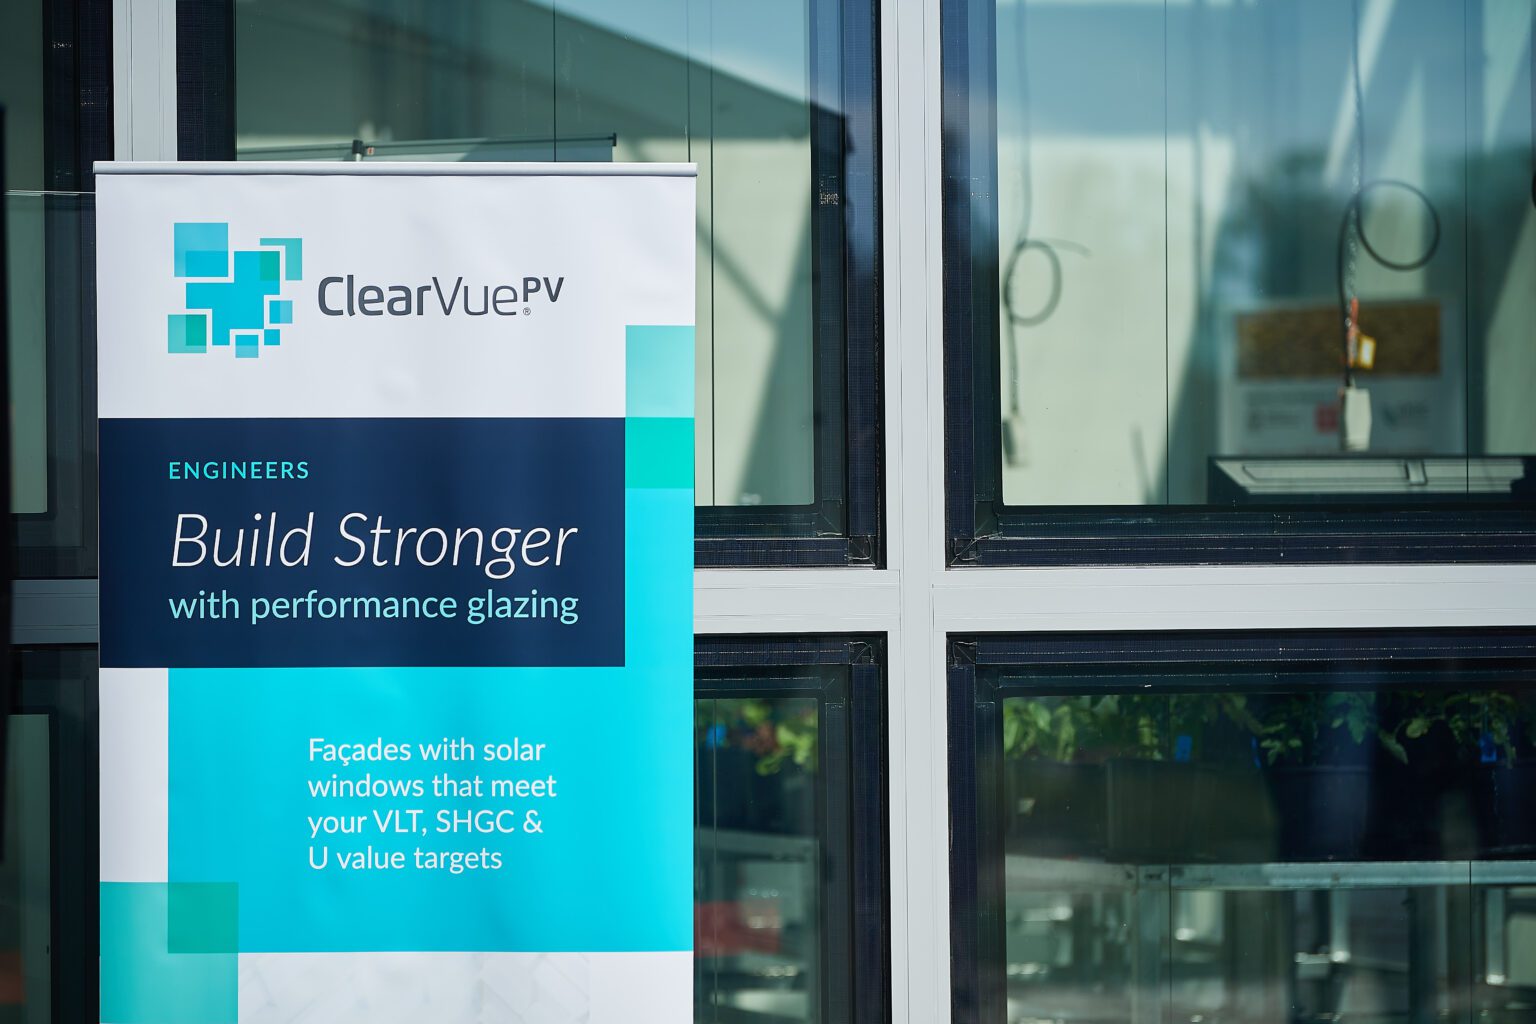 ClearVuePV®
ENGINEERS
Build Stronger
with performance glazing
Façades with solar
windows that meet
your VLT, SHGC &
U value targets